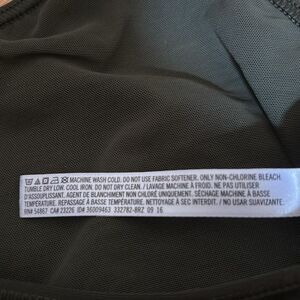 MACHINE WASH COLD. DO NOT USE FABRIC SOFTENER. ONLY NON-CHLORINE BLEACH.
TUMBLE DRY LOW. COOL IRON. DO NOT DRY CLEAN. / LAVAGE MACHINE À FROID. NE PAS UTILISER
D'ASSOUPLISSANT. AGENT DE BLANCHIMENT NON CHLORÉ UNIQUEMENT. SÉCHAGE MACHINE À BASSE
TEMPÉRATURE. REPASSAGE À BASSE TEMPÉRATURE. NETTOYAGE À SEC INTERDIT. / NO USAR SUAVIZANTE.
RN# 54867 CA# 23226 ID# 36009463 332782-BRZ 09 16